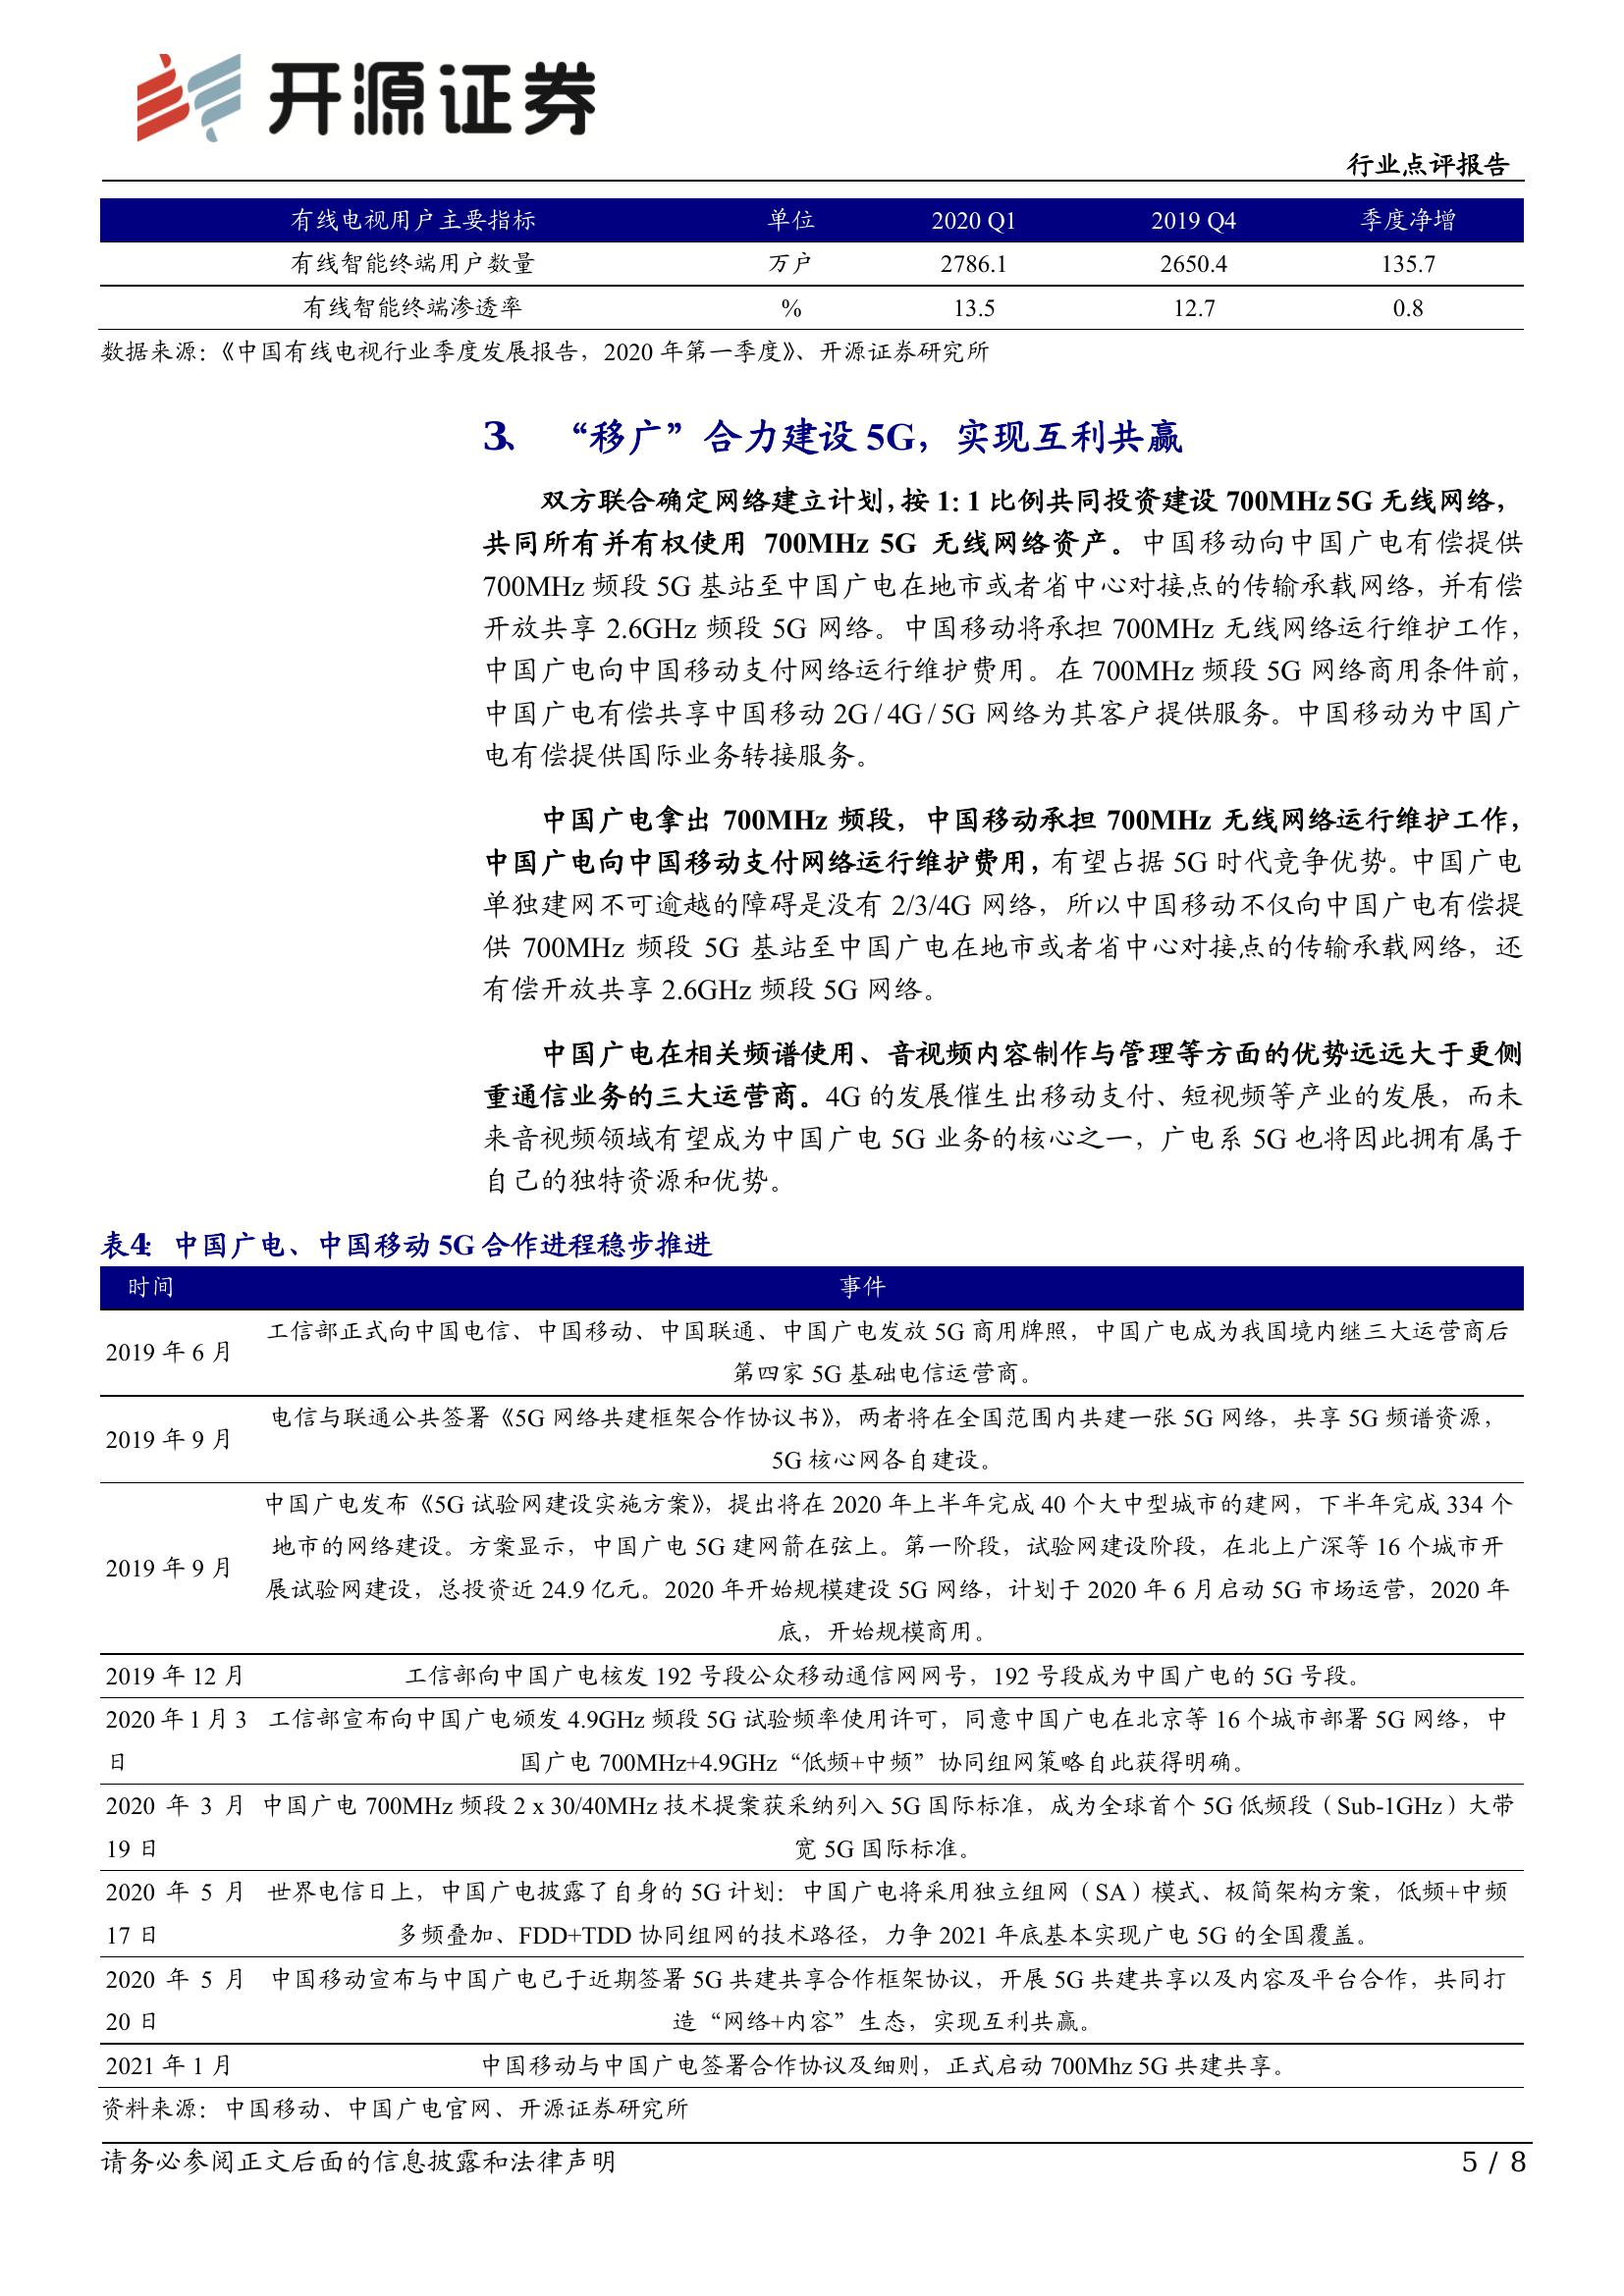 开源证券
行业点评报告
有线电视用户主要指标 单位 2020 Q1 2019 Q4 季度净增
有线智能终端用户数量 万户 2786.1 2650.4 135.7
有线智能终端渗透率 % 13.5 12.7 0.8
数据来源：《中国有线电视行业季度发展报告，2020 年第一季度》、开源证券研究所
3、 “移广”合力建设 5G，实现互利共赢
双方联合确定网络建立计划，按 1：1 比例共同投资建设 700MHz 5G 无线网络，
共同所有并有权使用 700MHz 5G 无线网络资产。中国移动向中国广电有偿提供
700MHz 频段 5G 基站至中国广电在地市或者省中心对接点的传输承载网络，并有偿
开放共享 2.6GHz 频段 5G 网络。中国移动将承担 700MHz 无线网络运行维护工作，
中国广电向中国移动支付网络运行维护费用。在 700MHz 频段 5G 网络商用条件前，
中国广电有偿共享中国移动 2G / 4G / 5G 网络为其客户提供服务。中国移动为中国广
电有偿提供国际业务转接服务。
中国广电拿出 700MHz 频段，中国移动承担 700MHz 无线网络运行维护工作，
中国广电向中国移动支付网络运行维护费用，有望占据 5G 时代竞争优势。中国广电
单独建网不可逾越的障碍是没有 2/3/4G 网络，所以中国移动不仅向中国广电有偿提
供 700MHz 频段 5G 基站至中国广电在地市或者省中心对接点的传输承载网络，还
有偿开放共享 2.6GHz 频段 5G 网络。
中国广电在相关频谱使用、音视频内容制作与管理等方面的优势远远大于更侧
重通信业务的三大运营商。4G 的发展催生出移动支付、短视频等产业的发展，而未
来音视频领域有望成为中国广电 5G 业务的核心之一，广电系 5G 也将因此拥有属于
自己的独特资源和优势。
表4： 中国广电、中国移动 5G 合作进程稳步推进
时间 事件
2019 年 6 月 工信部正式向中国电信、中国移动、中国联通、中国广电发放 5G 商用牌照，中国广电成为我国境内继三大运营商后
第四家 5G 基础电信运营商。
2019 年 9 月 电信与联通公共签署《5G 网络共建框架合作协议书》，两者将在全国范围内共建一张 5G 网络，共享 5G 频谱资源，
5G 核心网各自建设。
2019 年 9 月 中国广电发布《5G 试验网建设实施方案》，提出将在 2020 年上半年完成 40 个大中型城市的建网，下半年完成 334 个
地市的网络建设。方案显示，中国广电 5G 建网箭在弦上。第一阶段，试验网建设阶段，在北上广深等 16 个城市开
展试验网建设，总投资近 24.9 亿元。2020 年开始规模建设 5G 网络，计划于 2020 年 6 月启动 5G 市场运营，2020 年
底，开始规模商用。
2019 年 12 月 工信部向中国广电核发 192 号段公众移动通信网网号，192 号段成为中国广电的 5G 号段。
2020 年 1 月 3 工信部宣布向中国广电颁发 4.9GHz 频段 5G 试验频率使用许可，同意中国广电在北京等 16 个城市部署 5G 网络，中
日 国广电 700MHz+4.9GHz“低频+中频”协同组网策略自此获得明确。
2020 年 3 月 中国广电 700MHz 频段 2 x 30/40MHz 技术提案获采纳列入 5G 国际标准，成为全球首个 5G 低频段（Sub-1GHz）大带
19 日 宽 5G 国际标准。
2020 年 5 月 世界电信日上，中国广电披露了自身的 5G 计划：中国广电将采用独立组网（SA）模式、极简架构方案，低频+中频
17 日 多频叠加、FDD+TDD 协同组网的技术路径，力争 2021 年底基本实现广电 5G 的全国覆盖。
2020 年 5 月 中国移动宣布与中国广电已于近期签署 5G 共建共享合作框架协议，开展 5G 共建共享以及内容及平台合作，共同打
20 日 造“网络+内容”生态，实现互利共赢。
2021 年 1 月 中国移动与中国广电签署合作协议及细则，正式启动 700Mhz 5G 共建共享。
资料来源：中国移动、中国广电官网、开源证券研究所
请务必参阅正文后面的信息披露和法律声明 5 / 8